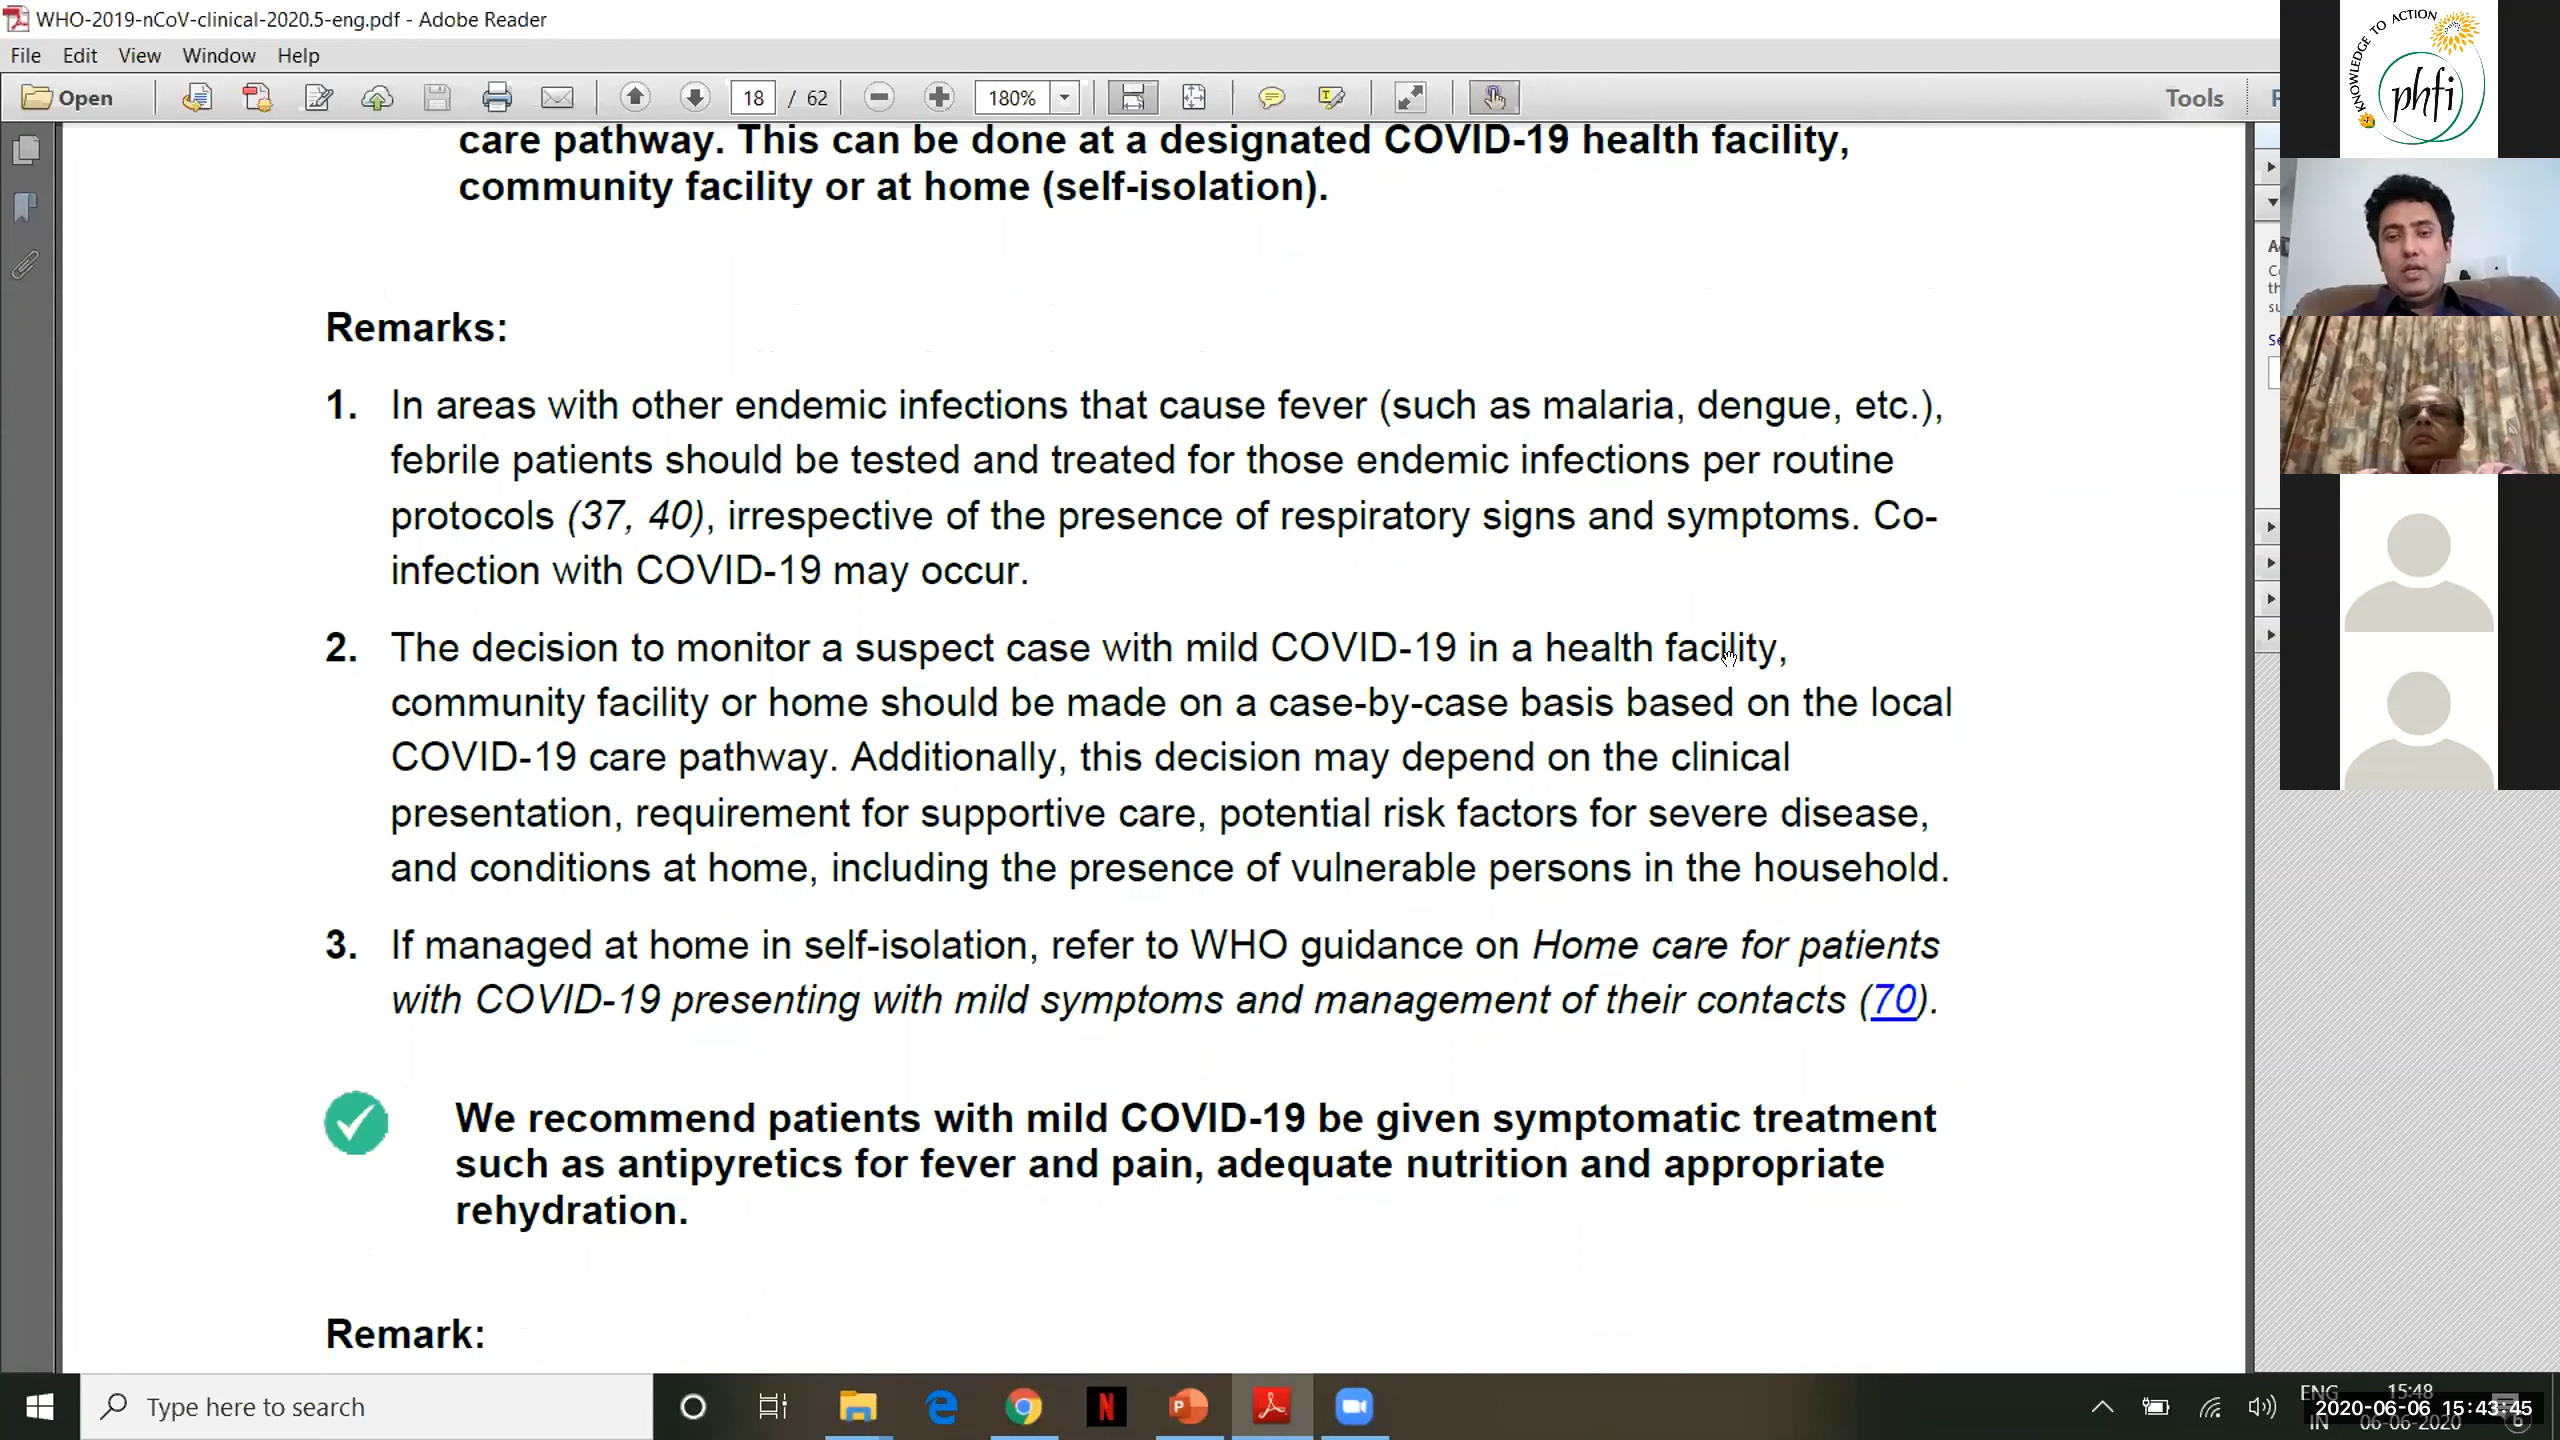 WHO-2019-nCoV-clinical-2020.5-eng.pdf - Adobe Reader
File Edit View Window Help
Open 18 / 62 180% Tools
KNOWLEDGE TO ACTION
phfi
care pathway. This can be done at a designated COVID-19 health facility,
community facility or at home (self-isolation).
Remarks:
1. In areas with other endemic infections that cause fever (such as malaria, dengue, etc.),
febrile patients should be tested and treated for those endemic infections per routine
protocols (37, 40), irrespective of the presence of respiratory signs and symptoms. Co-
infection with COVID-19 may occur.
2. The decision to monitor a suspect case with mild COVID-19 in a health facility,
community facility or home should be made on a case-by-case basis based on the local
COVID-19 care pathway. Additionally, this decision may depend on the clinical
presentation, requirement for supportive care, potential risk factors for severe disease,
and conditions at home, including the presence of vulnerable persons in the household.
3. If managed at home in self-isolation, refer to WHO guidance on Home care for patients
with COVID-19 presenting with mild symptoms and management of their contacts (70).
We recommend patients with mild COVID-19 be given symptomatic treatment
such as antipyretics for fever and pain, adequate nutrition and appropriate
rehydration.
Remark:
Type here to search
ENG 15:48
2020-06-06 15:43:45
IN 06-06-2020